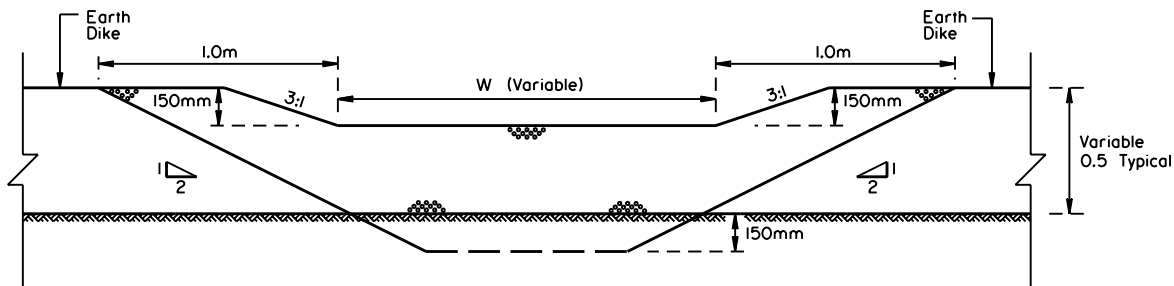 Earth
Dike
Earth
Dike
1.0m
1.0m
W (Variable)
150mm
3:1
3:1
150mm
Variable
0.5 Typical
1
2
1
2
150mm